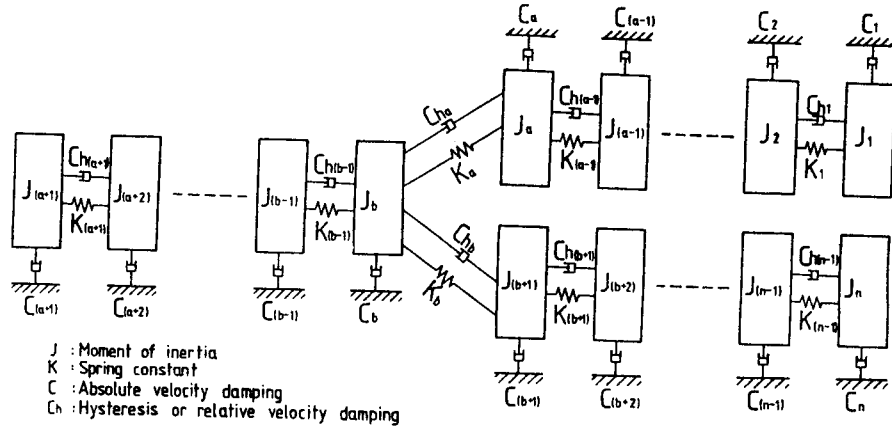 Ca C(a-1) C2 C1
Cha Ja Ch(a-1) J(a-1) J2 Ch1 J1
Ka K(a-1) K1
J(a+1) Ch(a+1) J(a+2) J(b-1) Ch(b-1) Jb
K(a+1) K(b-1)
Chb J(b+1) Ch(b+1) J(b+2) J(n-1) Ch(n-1) Jn
Kb K(b+1) K(n-1)
C(a+1) C(a+2) C(b-1) Cb
C(b+1) C(b+2) C(n-1) Cn
J : Moment of inertia
K : Spring constant
C : Absolute velocity damping
Ch : Hysteresis or relative velocity damping